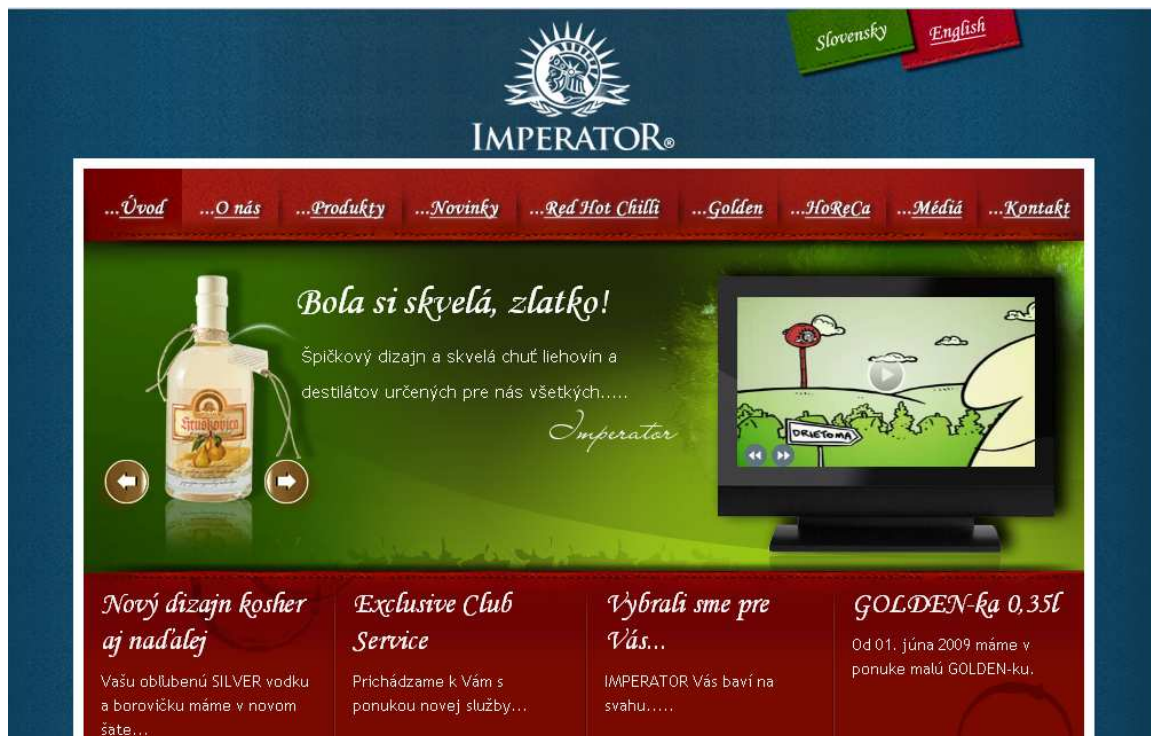 Slovensky
English
IMPERATOR®
...Úvod ...O nás ...Produkty ...Novinky ...Red Hot Chilli ...Golden ...HoReCa ...Médiá ...Kontakt
Bola si skvelá, zlatko!
Špičkový dizajn a skvelá chuť liehovín a
destilátov určených pre nás všetkých.....
Imperator
Hruškovica
DRIETOMA
Nový dizajn kosher
aj naďalej
Vašu obľubenú SILVER vodku
a borovičku máme v novom
šate...
Exclusive Club
Service
Prichádzame k Vám s
ponukou novej služby...
Vybrali sme pre
Vás...
IMPERATOR Vás baví na
svahu.....
GOLDEN-ka 0,35l
Od 01. júna 2009 máme v
ponuke malú GOLDEN-ku.